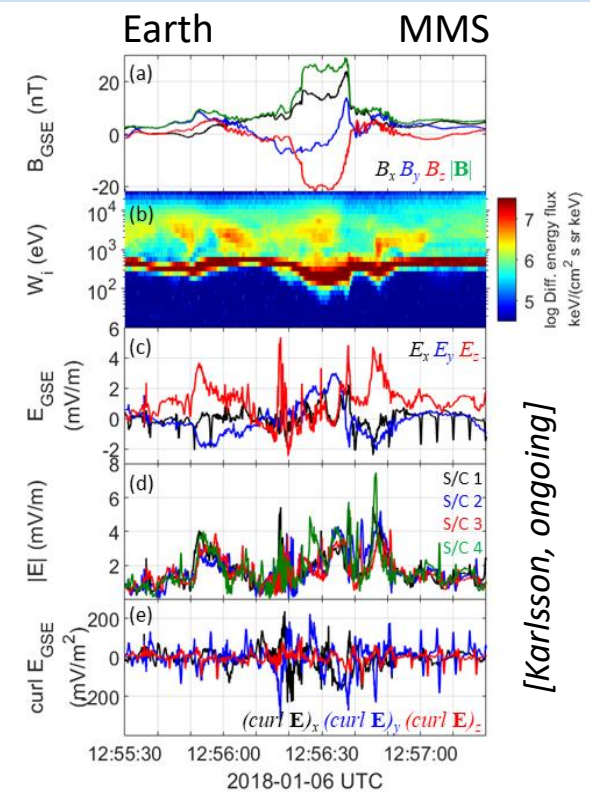 Earth MMS
(a)
B_GSE (nT)
20
0
-20
B_x B_y B_z |B|
(b)
W_i (eV)
10^4
10^3
10^2
7
6
5
log Diff. energy flux
keV/(cm^2 s sr keV)
(c)
E_GSE
(mV/m)
6
4
2
0
-2
E_x E_y E_z
(d)
|E| (mV/m)
8
6
4
2
S/C 1
S/C 2
S/C 3
S/C 4
(e)
curl E_GSE
(mV/m^2)
200
0
200
(curl E)_x (curl E)_y (curl E)_z
12:55:30 12:56:00 12:56:30 12:57:00
2018-01-06 UTC
[Karlsson, ongoing]